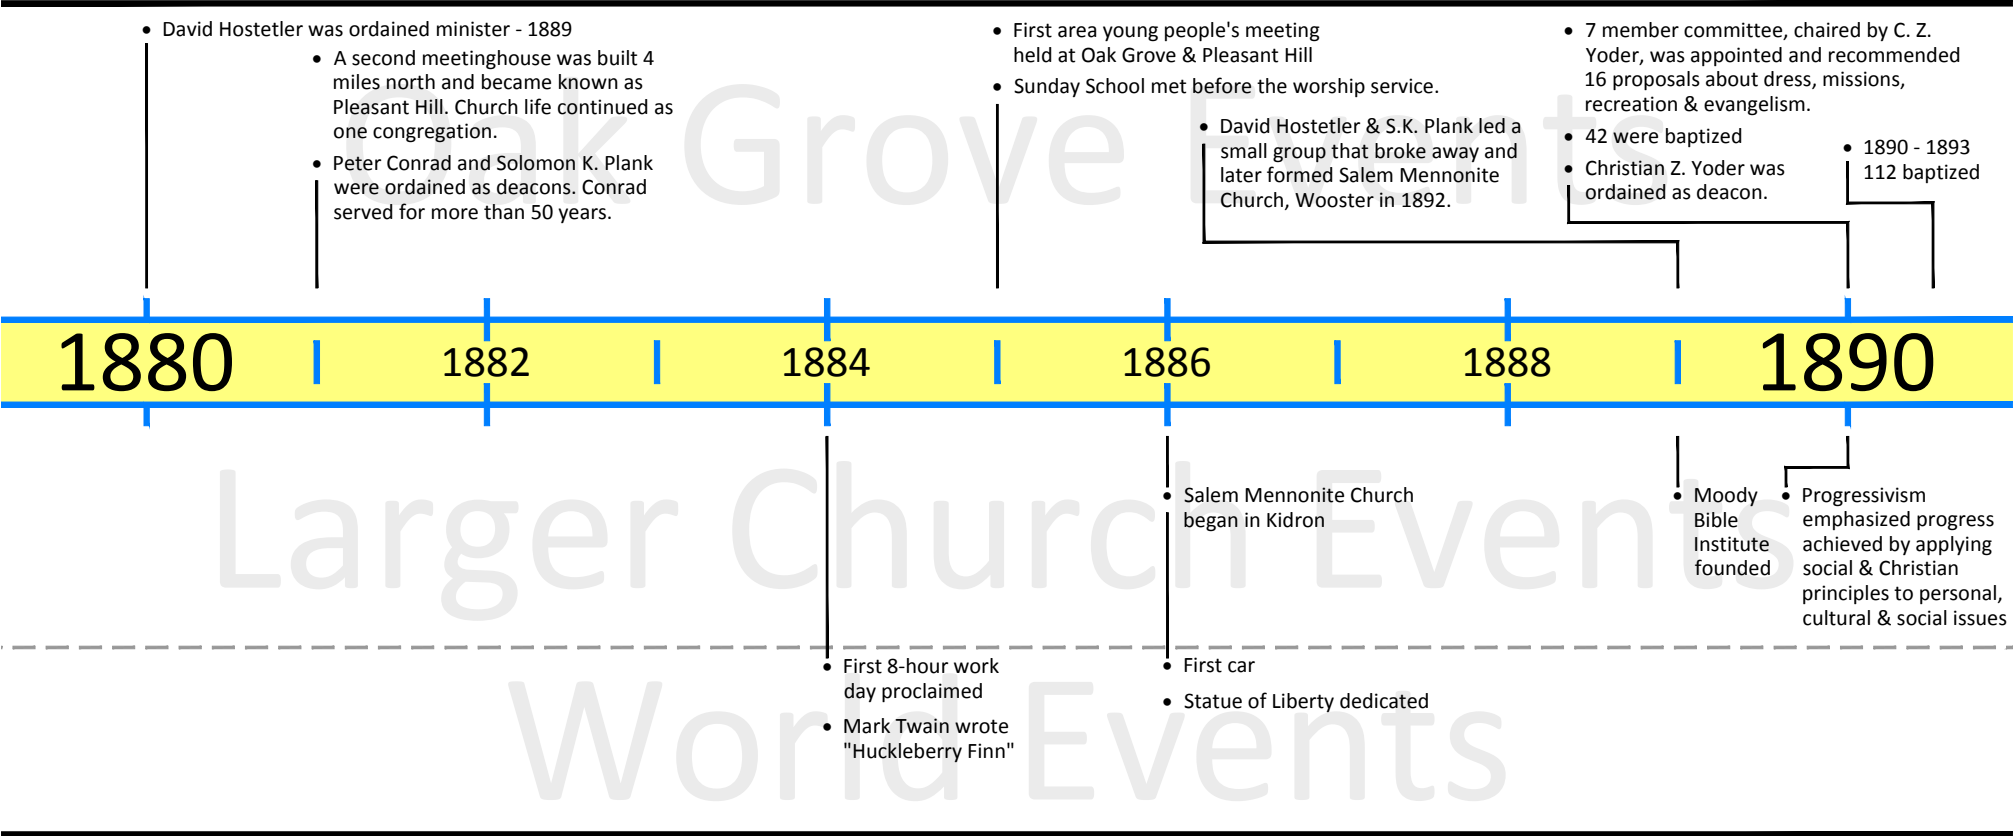 • David Hostetler was ordained minister - 1889
• A second meetinghouse was built 4
miles north and became known as
Pleasant Hill. Church life continued as
one congregation.
• Peter Conrad and Solomon K. Plank
were ordained as deacons. Conrad
served for more than 50 years.
• First area young people's meeting
held at Oak Grove & Pleasant Hill
• Sunday School met before the worship service.
• David Hostetler & S.K. Plank led a
small group that broke away and
later formed Salem Mennonite
Church, Wooster in 1892.
• 7 member committee, chaired by C. Z.
Yoder, was appointed and recommended
16 proposals about dress, missions,
recreation & evangelism.
• 42 were baptized
• Christian Z. Yoder was
ordained as deacon.
• 1890 - 1893
112 baptized
Oak Grove Events
1880 1882 1884 1886 1888 1890
Larger Church Events
• Salem Mennonite Church
began in Kidron
• Moody
Bible
Institute
founded
• Progressivism
emphasized progress
achieved by applying
social & Christian
principles to personal,
cultural & social issues
World Events
• First 8-hour work
day proclaimed
• Mark Twain wrote
"Huckleberry Finn"
• First car
• Statue of Liberty dedicated